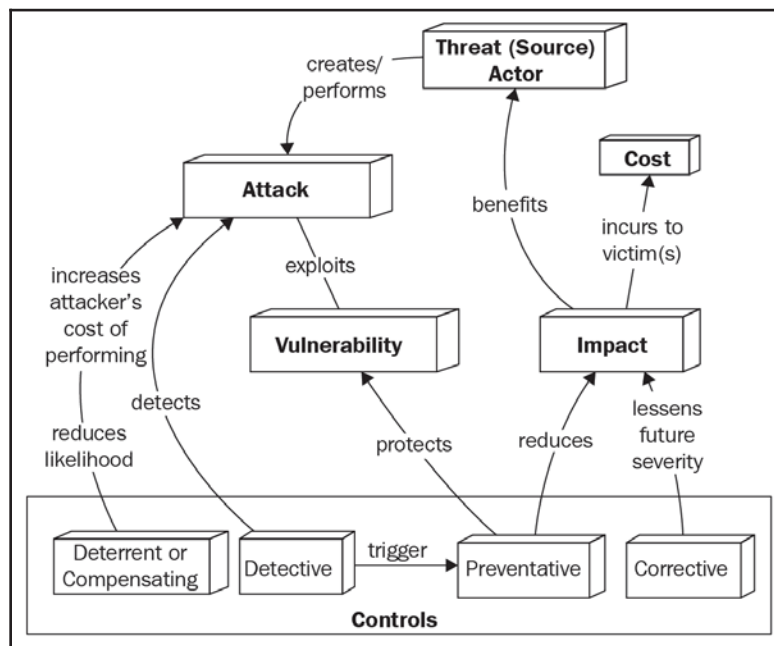 Threat (Source)
Actor
creates/
performs
Cost
Attack
benefits
incurs to
victim(s)
increases
attacker's
cost of
performing
exploits
Vulnerability
Impact
detects
reduces
likelihood
protects
reduces
lessens
future
severity
Deterrent or
Compensating
Detective
trigger
Preventative
Corrective
Controls